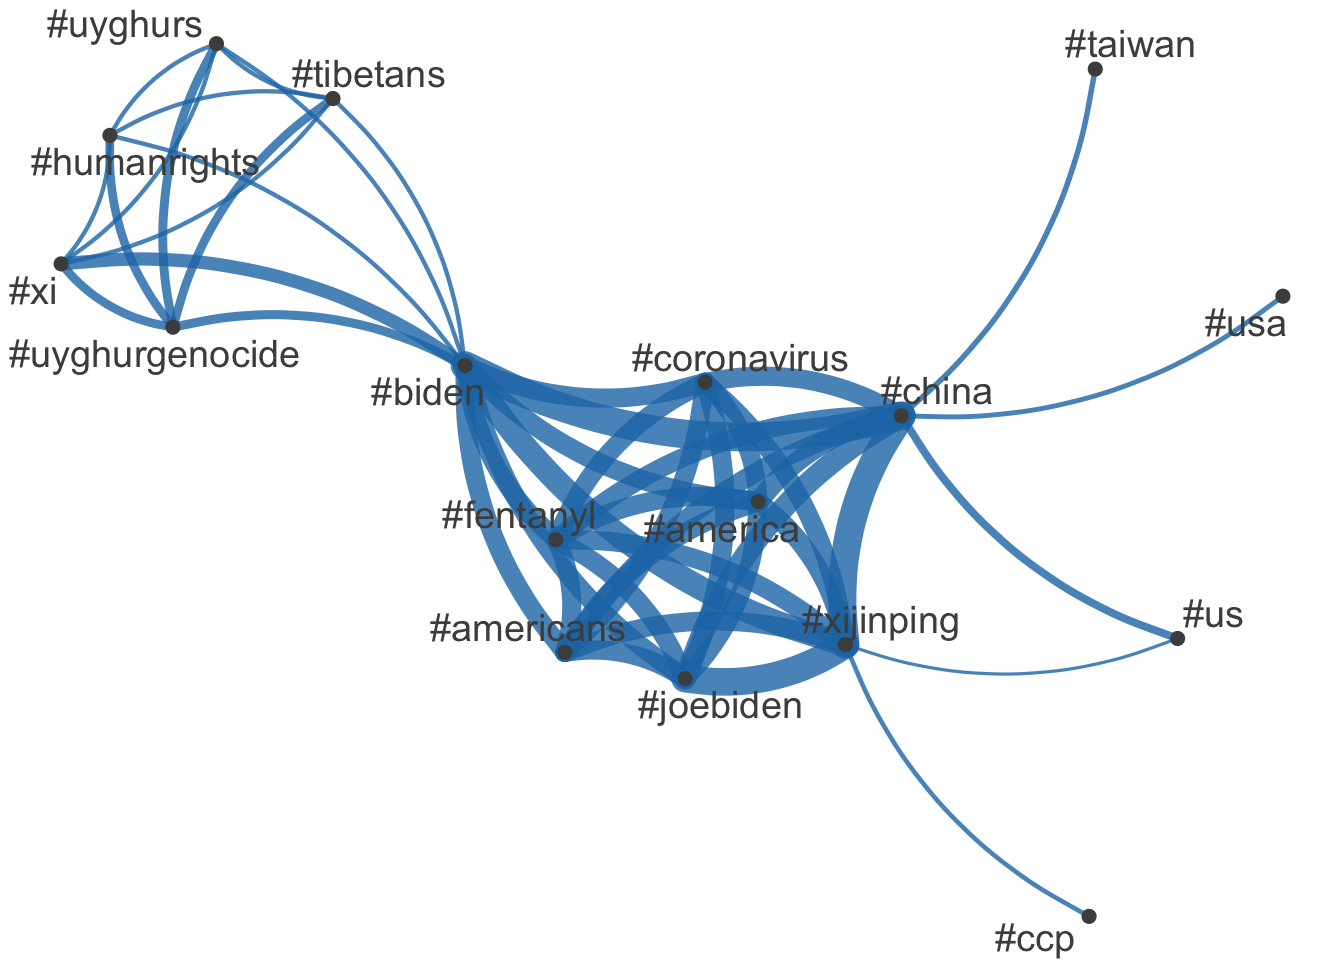 #uyghurs
#taiwan
#tibetans
#humanrights
#xi
#usa
#uyghurgenocide
#coronavirus
#biden
#china
#fentanyl
#america
#americans
#xijinping
#us
#joebiden
#ccp